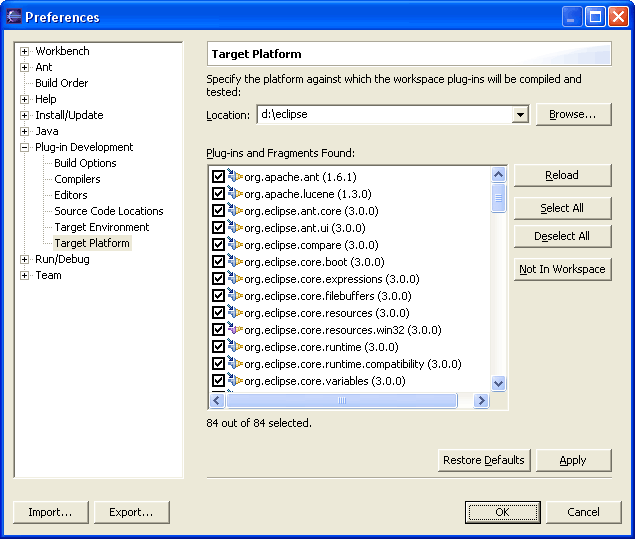 Preferences
Workbench
Ant
Build Order
Help
Install/Update
Java
Plug-in Development
Build Options
Compilers
Editors
Source Code Locations
Target Environment
Target Platform
Run/Debug
Team
Target Platform
Specify the platform against which the workspace plug-ins will be compiled and
tested:
Location: d:\eclipse Browse...
Plug-ins and Fragments Found:
org.apache.ant (1.6.1)
org.apache.lucene (1.3.0)
org.eclipse.ant.core (3.0.0)
org.eclipse.ant.ui (3.0.0)
org.eclipse.compare (3.0.0)
org.eclipse.core.boot (3.0.0)
org.eclipse.core.expressions (3.0.0)
org.eclipse.core.filebuffers (3.0.0)
org.eclipse.core.resources (3.0.0)
org.eclipse.core.resources.win32 (3.0.0)
org.eclipse.core.runtime (3.0.0)
org.eclipse.core.runtime.compatibility (3.0.0)
org.eclipse.core.variables (3.0.0)
Reload
Select All
Deselect All
Not In Workspace
84 out of 84 selected.
Restore Defaults Apply
Import... Export... OK Cancel